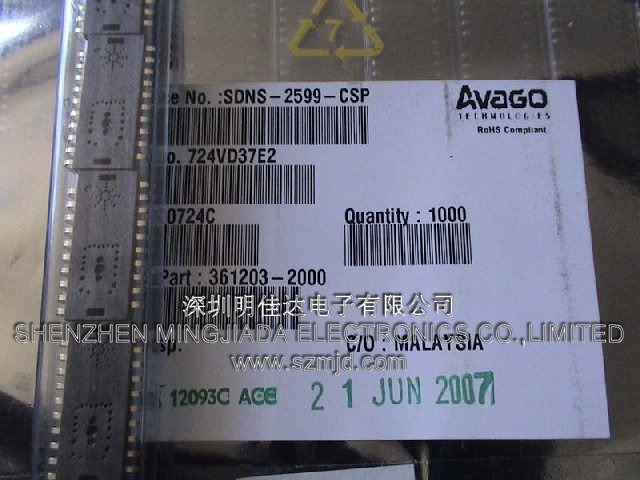 7
No. :SDNS-2599-CSP
AVAGO
TECHNOLOGIES
RoHS Compliant
724VD37E2
0724C
Quantity : 1000
Part : 361203-2000
深圳明佳达电子有限公司
SHENZHEN MINGJIADA ELECTRONICS CO.,LIMITED
C/O : MALAYSIA
www.szmjd.com
12093C ACE
21 JUN 2007